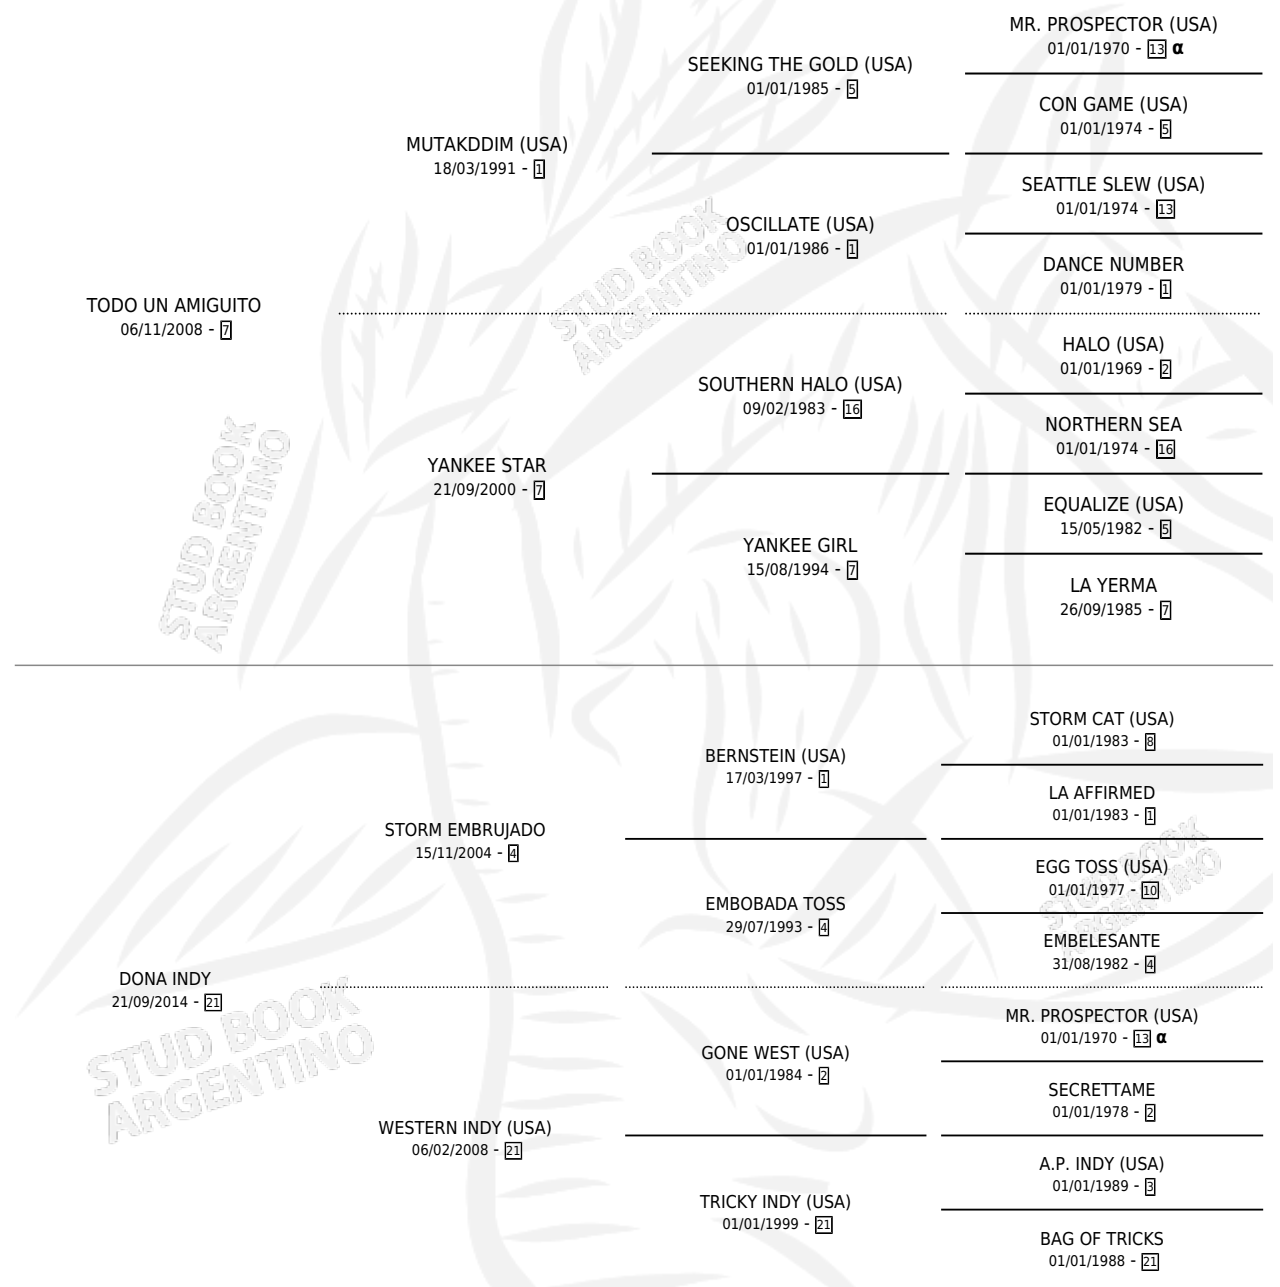 MR. PROSPECTOR (USA)
01/01/1970 - 13 α
SEEKING THE GOLD (USA)
01/01/1985 - 5
CON GAME (USA)
01/01/1974 - 5
MUTAKDDIM (USA)
18/03/1991 - 1
SEATTLE SLEW (USA)
01/01/1974 - 13
OSCILLATE (USA)
01/01/1986 - 1
DANCE NUMBER
01/01/1979 - 1
TODO UN AMIGUITO
06/11/2008 - 7
HALO (USA)
01/01/1969 - 2
SOUTHERN HALO (USA)
09/02/1983 - 16
NORTHERN SEA
01/01/1974 - 16
YANKEE STAR
21/09/2000 - 7
EQUALIZE (USA)
15/05/1982 - 5
YANKEE GIRL
15/08/1994 - 7
LA YERMA
26/09/1985 - 7
STORM CAT (USA)
01/01/1983 - 8
BERNSTEIN (USA)
17/03/1997 - 1
LA AFFIRMED
01/01/1983 - 1
STORM EMBRUJADO
15/11/2004 - 4
EGG TOSS (USA)
01/01/1977 - 10
EMBOBADA TOSS
29/07/1993 - 4
EMBELESANTE
31/08/1982 - 4
DONA INDY
21/09/2014 - 21
MR. PROSPECTOR (USA)
01/01/1970 - 13 α
GONE WEST (USA)
01/01/1984 - 2
SECRETTAME
01/01/1978 - 2
WESTERN INDY (USA)
06/02/2008 - 21
A.P. INDY (USA)
01/01/1989 - 3
TRICKY INDY (USA)
01/01/1999 - 21
BAG OF TRICKS
01/01/1988 - 21
STUD BOOK
ARGENTINO
STUD BOOK
ARGENTINO
STUD BOOK
ARGENTINO
STUD BOOK
ARGENTINO